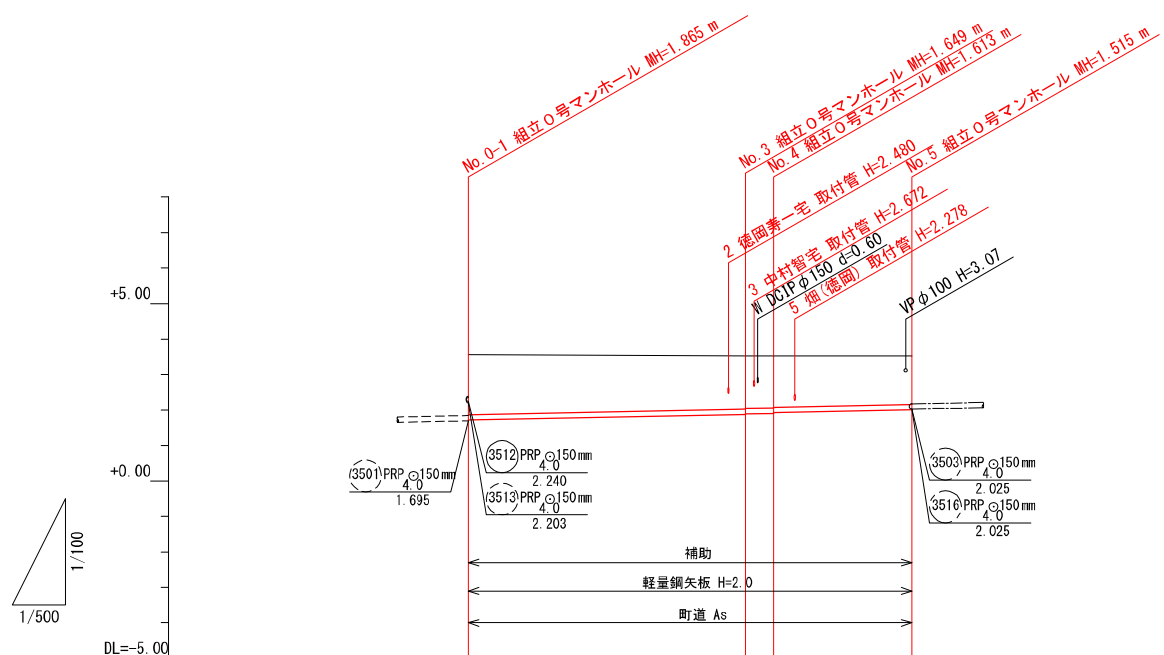 No.0-1 組立0号マンホール MH=1.865 m
No.3 組立0号マンホール MH=1.649 m
No.4 組立0号マンホール MH=1.613 m
No.5 組立0号マンホール MH=1.515 m
2 徳岡寿一宅 取付管 H=2.480
3 中村智宅 取付管 H=2.672
W DCIPφ150 d=0.60
5 畑(徳岡) 取付管 H=2.278
VPφ100 H=3.07
+5.00
+0.00
DL=-5.00
3501 PRP ⊙150mm
4.0
1.695
3512 PRP ⊙150mm
4.0
2.240
3513 PRP ⊙150mm
4.0
2.203
3503 PRP ⊙150mm
4.0
2.025
3516 PRP ⊙150mm
4.0
2.025
1/100
1/500
補助
軽量鋼矢板 H=2.0
町道 As